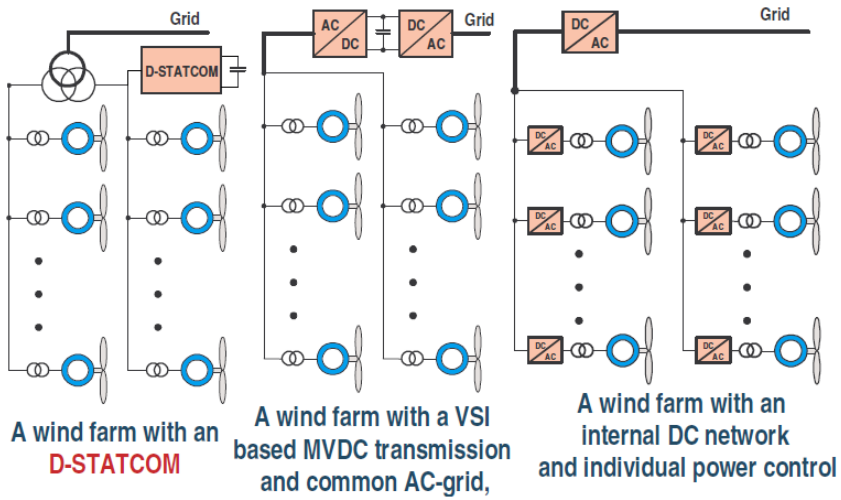 Grid
D-STATCOM
A wind farm with an
D-STATCOM
AC
DC
DC
AC
Grid
A wind farm with a VSI
based MVDC transmission
and common AC-grid,
DC
AC
Grid
DC
AC
DC
AC
DC
AC
DC
AC
DC
AC
DC
AC
A wind farm with an
internal DC network
and individual power control